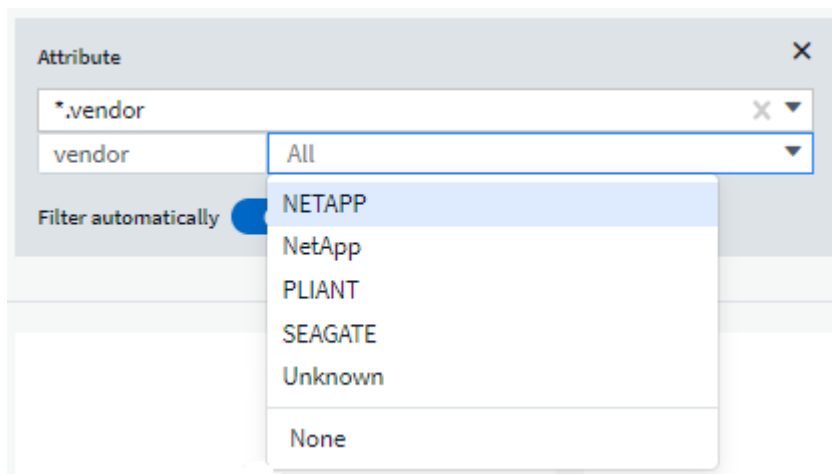 Attribute
*.vendor
vendor All
Filter automatically
NETAPP
NetApp
PLIANT
SEAGATE
Unknown
None